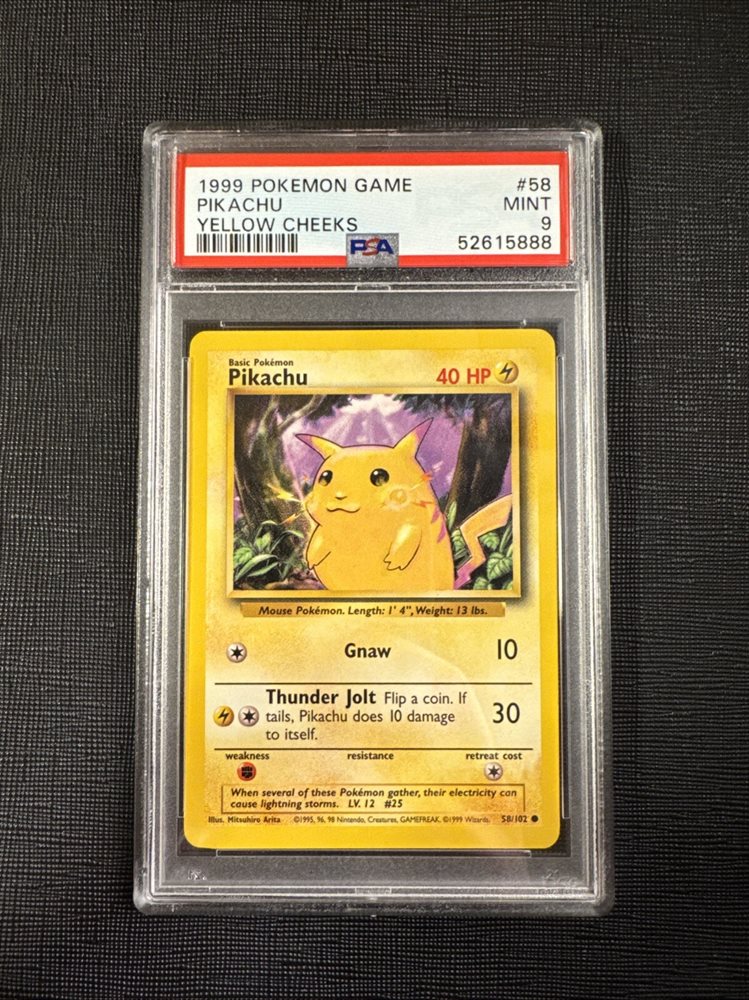 1999 POKEMON GAME #58
PIKACHU MINT
YELLOW CHEEKS 9
PSA 52615888
Basic Pokémon
Pikachu 40 HP
Mouse Pokémon. Length: 1' 4", Weight: 13 lbs.
Gnaw 10
Thunder Jolt Flip a coin. If
tails, Pikachu does 10 damage
to itself.
30
weakness resistance retreat cost
When several of these Pokémon gather, their electricity can
cause lightning storms. LV. 12 #25
Illus. Mitsuhiro Arita ©1995, 96, 98 Nintendo, Creatures, GAMEFREAK. ©1999 Wizards. 58/102